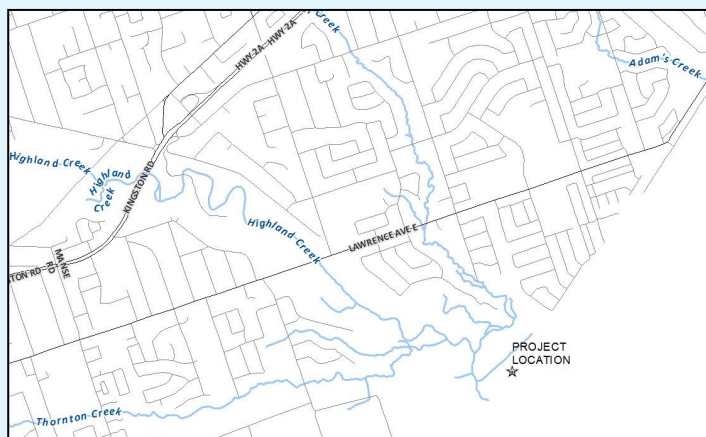 Creek
HWY 2A
HWY 2A
Adam's Creek
Highland Creek
Highland
Creek
KINGSTON RD
Highland Creek
LAWRENCE AVE E
MANSE
RD
STON RD
PROJECT
LOCATION
Thornton Creek